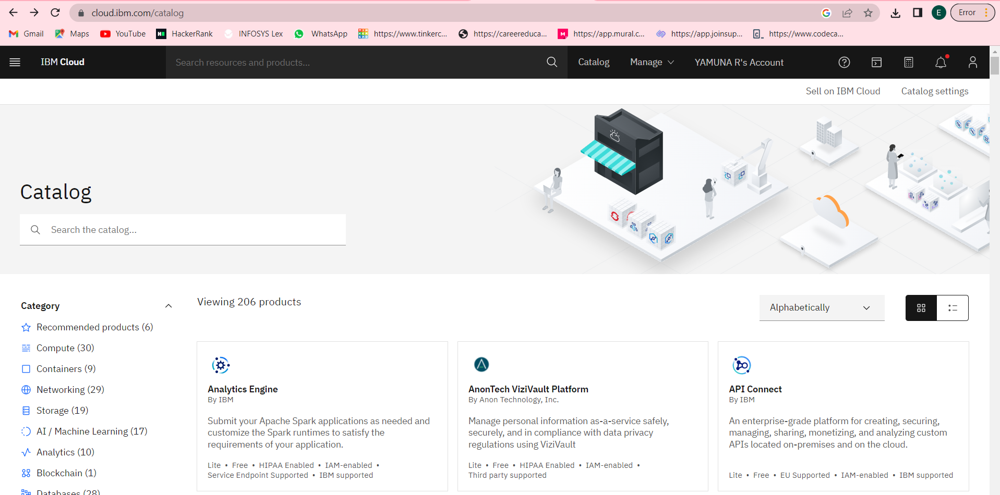 cloud.ibm.com/catalog
E
Error
Gmail
Maps
YouTube
HackerRank
INFOSYS Lex
WhatsApp
https://www.tinkerc...
https://careereduca...
https://app.mural.c...
https://app.joinsup...
https://www.codeca...
IBM Cloud
Search resources and products...
Catalog
Manage
YAMUNA R's Account
Sell on IBM Cloud
Catalog settings
Catalog
Search the catalog...
Category
Recommended products (6)
Compute (30)
Containers (9)
Networking (29)
Storage (19)
AI / Machine Learning (17)
Analytics (10)
Blockchain (1)
Databases (28)
Viewing 206 products
Alphabetically
Analytics Engine
By IBM
Submit your Apache Spark applications as needed and
customize the Spark runtimes to satisfy the
requirements of your application.
Lite • Free • HIPAA Enabled • IAM-enabled •
Service Endpoint Supported • IBM supported
AnonTech ViziVault Platform
By Anon Technology, Inc.
Manage personal information as-a-service safely,
securely, and in compliance with data privacy
regulations using ViziVault
Lite • Free • HIPAA Enabled • IAM-enabled •
Third party supported
API Connect
By IBM
An enterprise-grade platform for creating, securing,
managing, sharing, monetizing, and analyzing custom
APIs located on-premises and on the cloud.
Lite • Free • EU Supported • IAM-enabled • IBM supported